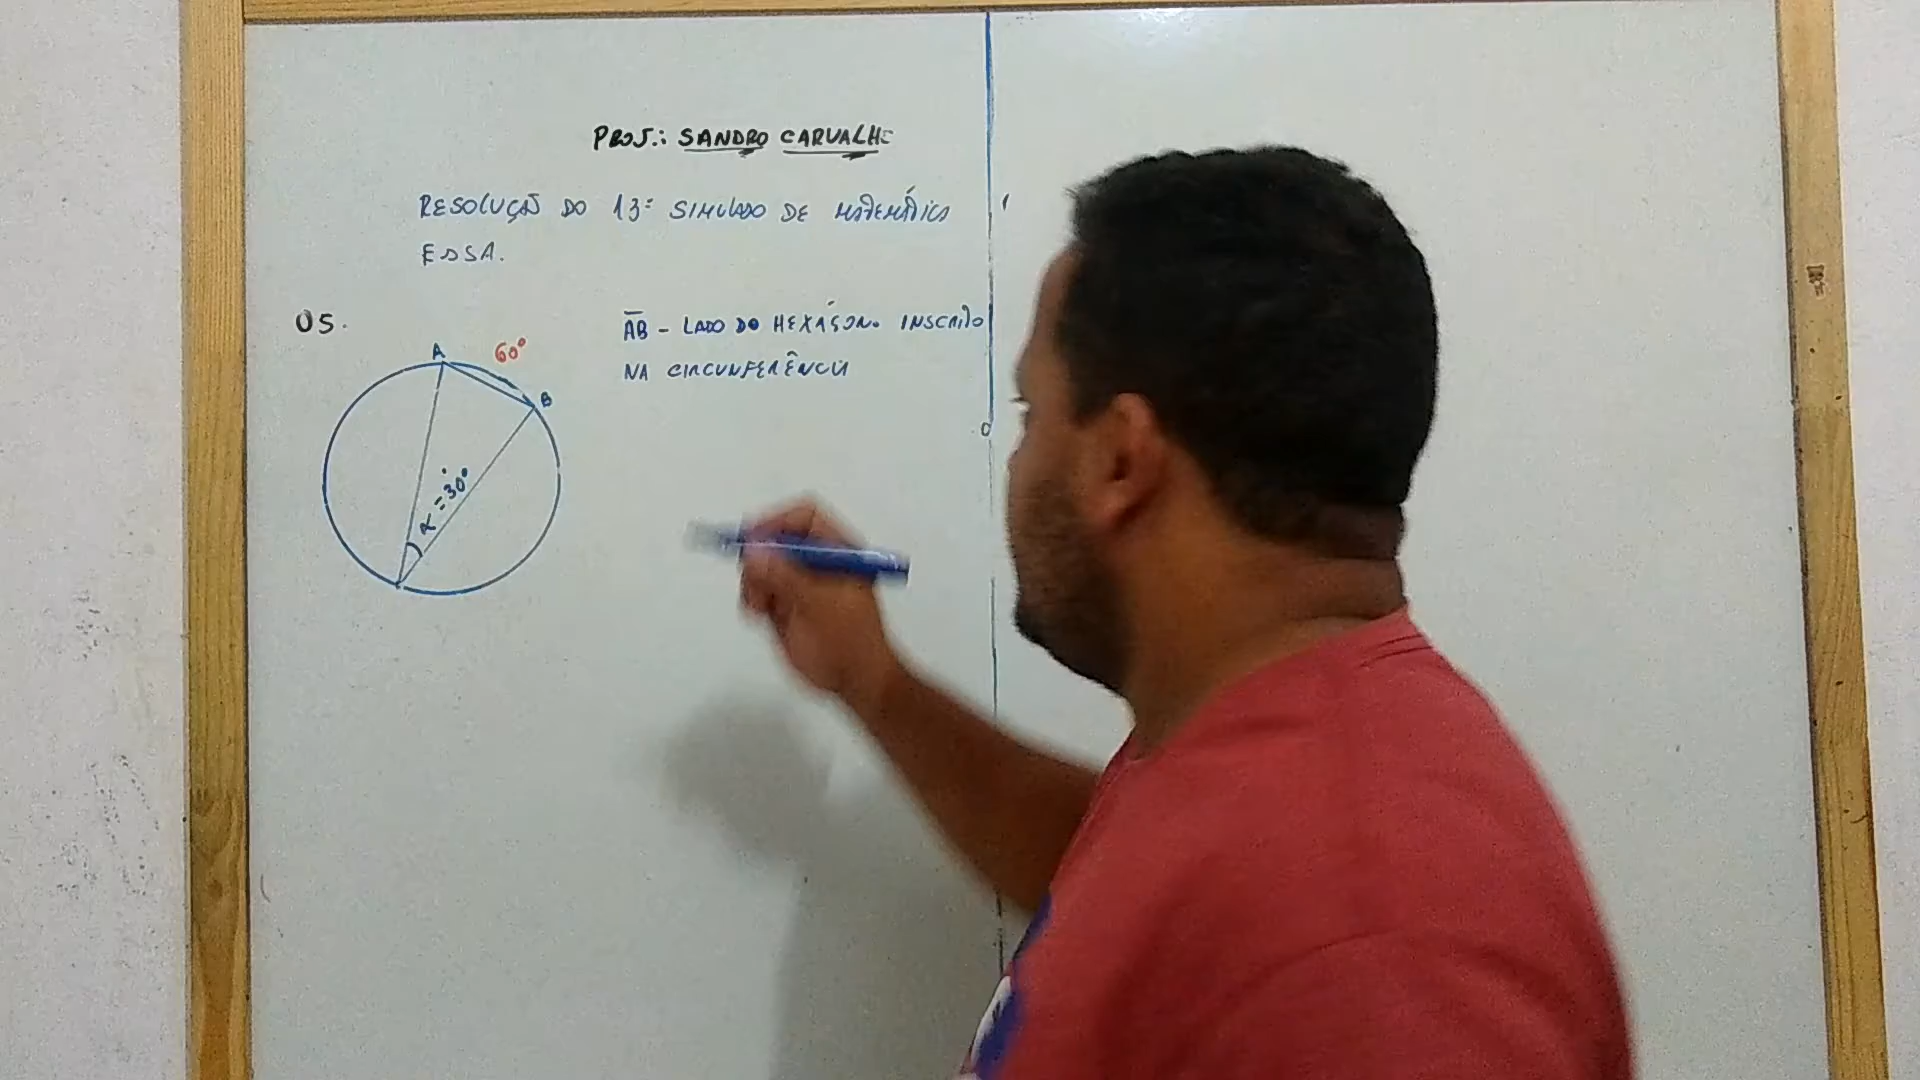 PROF.: SANDRO CARVALHO
RESOLUÇÃO DO 13º SIMULADO DE MATEMÁTICA
ESSA.
05.
AB - LADO DO HEXÁGONO INSCRITO
NA CIRCUNFERÊNCIA
A
60°
B
α = 30°